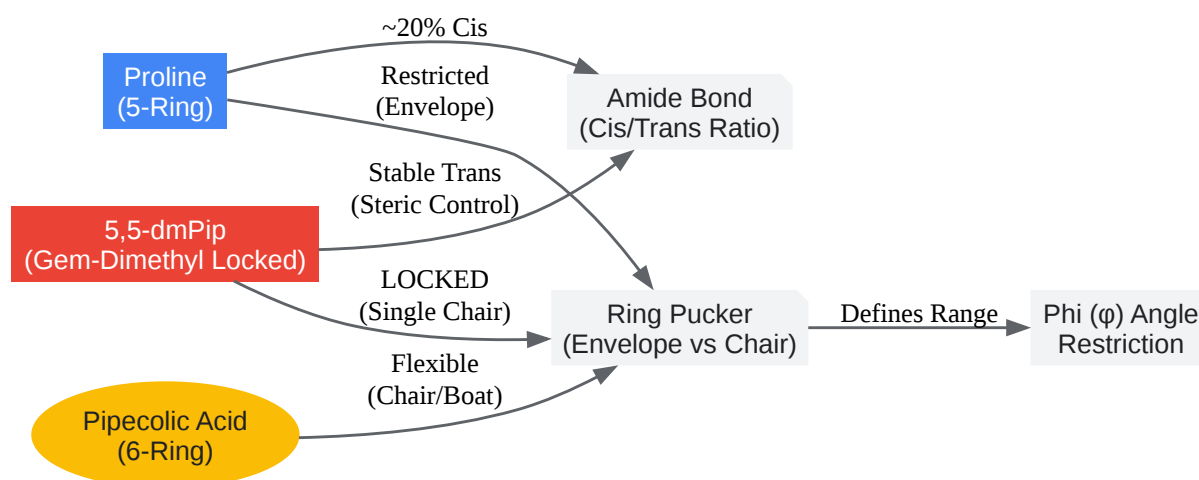 ~20% Cis
Proline
(5-Ring)
Restricted
(Envelope)
Amide Bond
(Cis/Trans Ratio)
Stable Trans
(Steric Control)
5,5-dmPip
(Gem-Dimethyl Locked)
LOCKED
(Single Chair)
Ring Pucker
(Envelope vs Chair)
Defines Range
Phi (φ) Angle
Restriction
Flexible
(Chair/Boat)
Pipecolic Acid
(6-Ring)